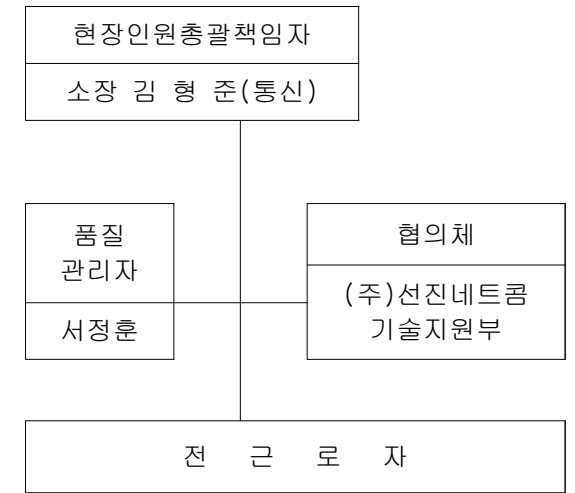 현장인원총괄책임자
소장 김 형 준(통신)
품질
관리자
서정훈
협의체
(주)선진네트콤
기술지원부
전 근 로 자